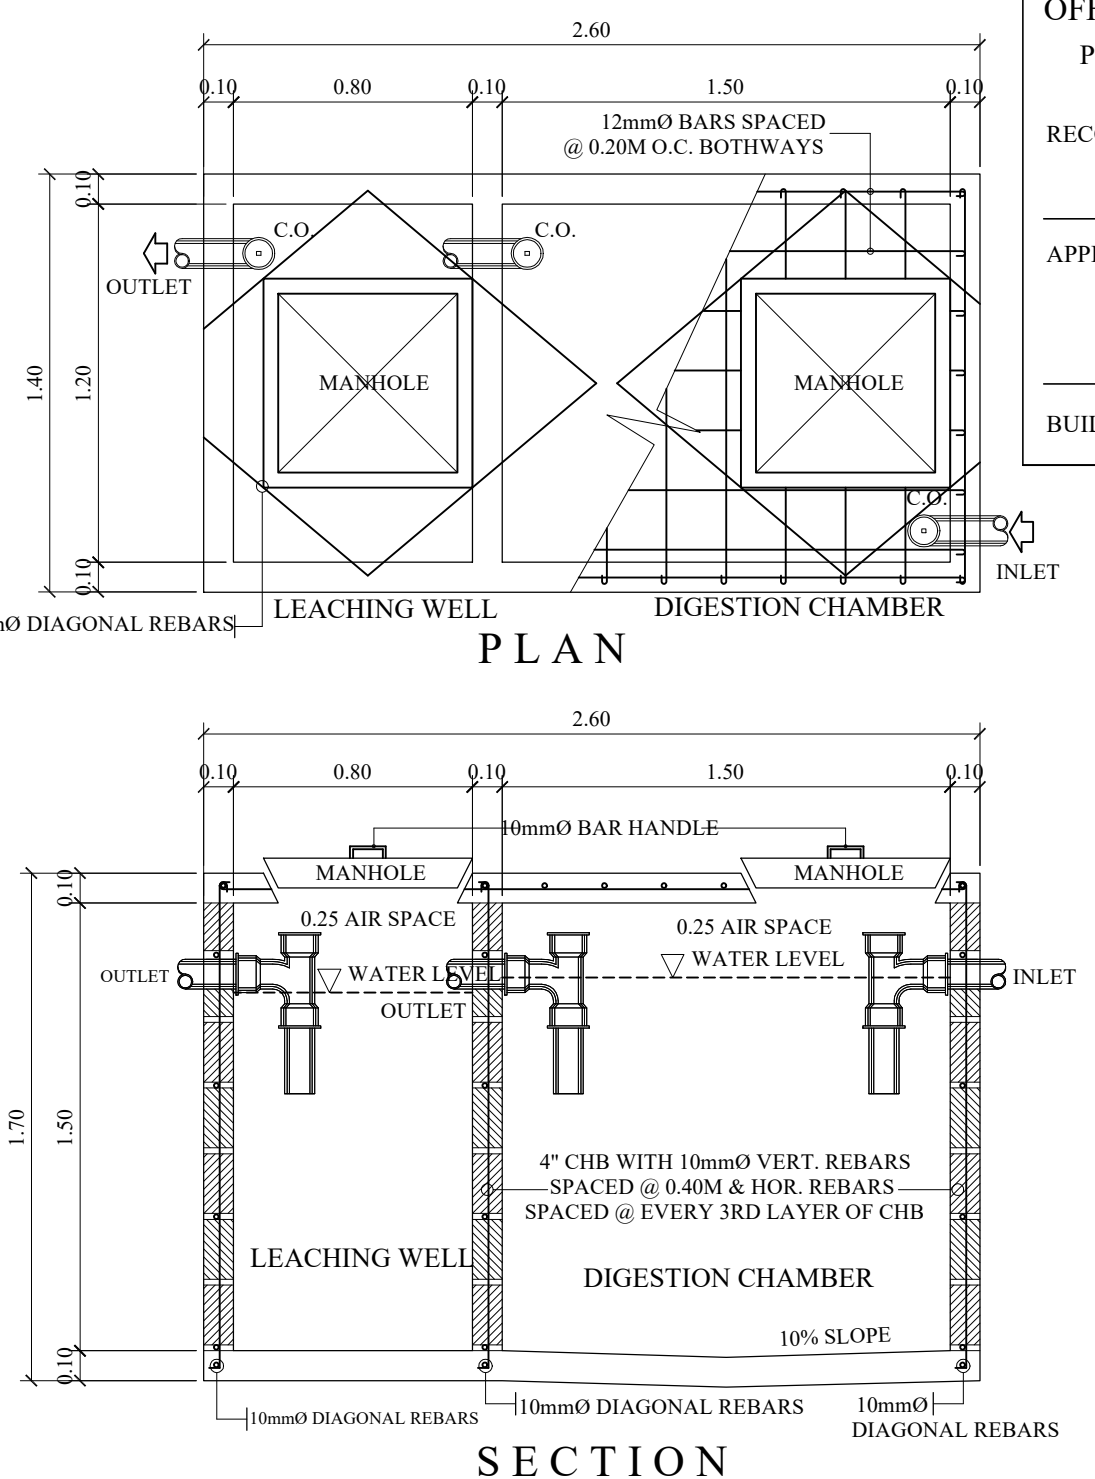 OF
P
2.60
0.10 0.80 0.10 1.50 0.10
12mmØ BARS SPACED
@ 0.20M O.C. BOTHWAYS
REC
0.10
C.O. C.O.
OUTLET
APP
1.40
1.20
MANHOLE MANHOLE
BUIL
C.O.
0.10
INLET
LEACHING WELL DIGESTION CHAMBER
Ø DIAGONAL REBARS
PLAN
2.60
0.10 0.80 0.10 1.50 0.10
10mmØ BAR HANDLE
MANHOLE MANHOLE
0.10
0.25 AIR SPACE 0.25 AIR SPACE
WATER LEVEL
OUTLET WATER LEVEL INLET
OUTLET
1.70
1.50
4" CHB WITH 10mmØ VERT. REBARS
SPACED @ 0.40M & HOR. REBARS
SPACED @ EVERY 3RD LAYER OF CHB
LEACHING WELL
DIGESTION CHAMBER
10% SLOPE
0.10
10mmØ DIAGONAL REBARS
10mmØ DIAGONAL REBARS
10mmØ
DIAGONAL REBARS
SECTION